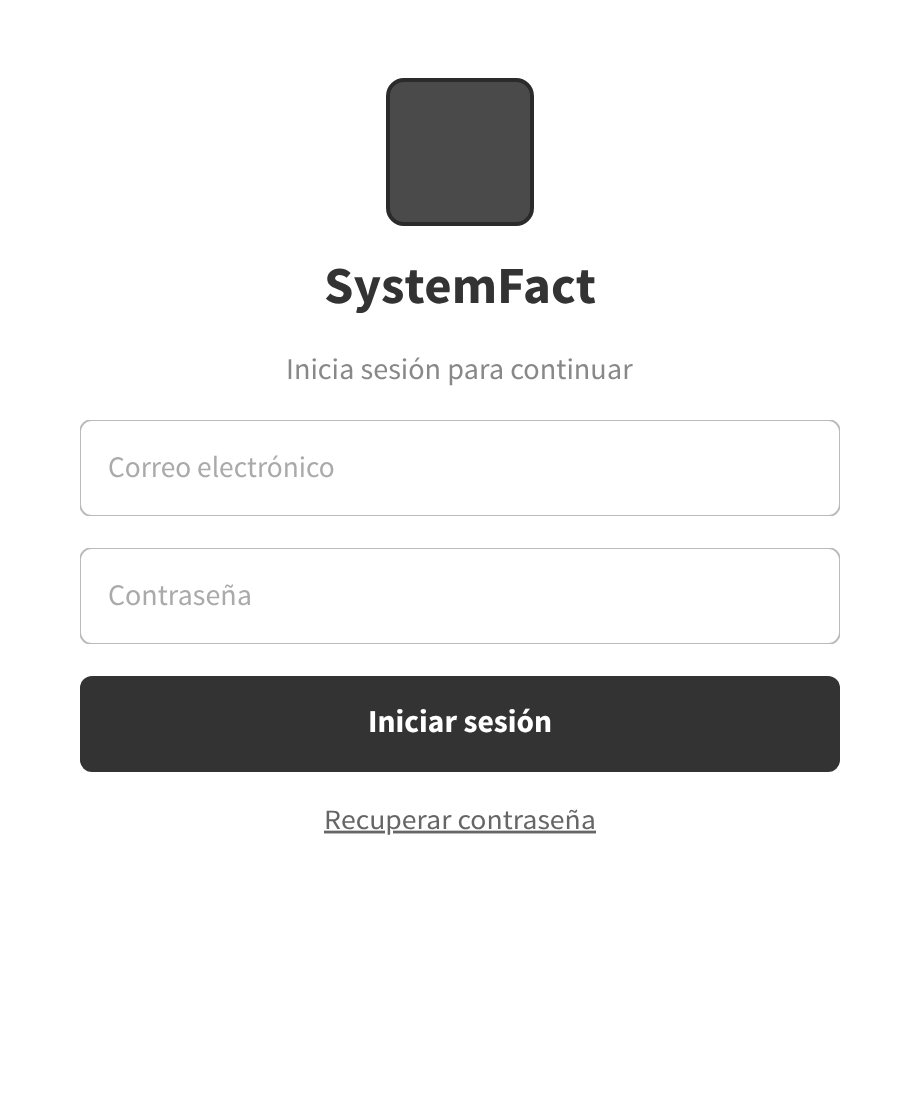 SystemFact
Inicia sesión para continuar
Correo electrónico
Contraseña
Iniciar sesión
Recuperar contraseña